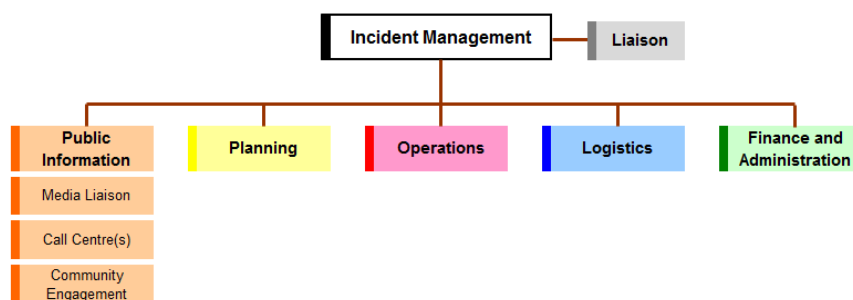 Incident Management
Liaison
Public
Information
Planning
Operations
Logistics
Finance and
Administration
Media Liaison
Call Centre(s)
Community
Engagement